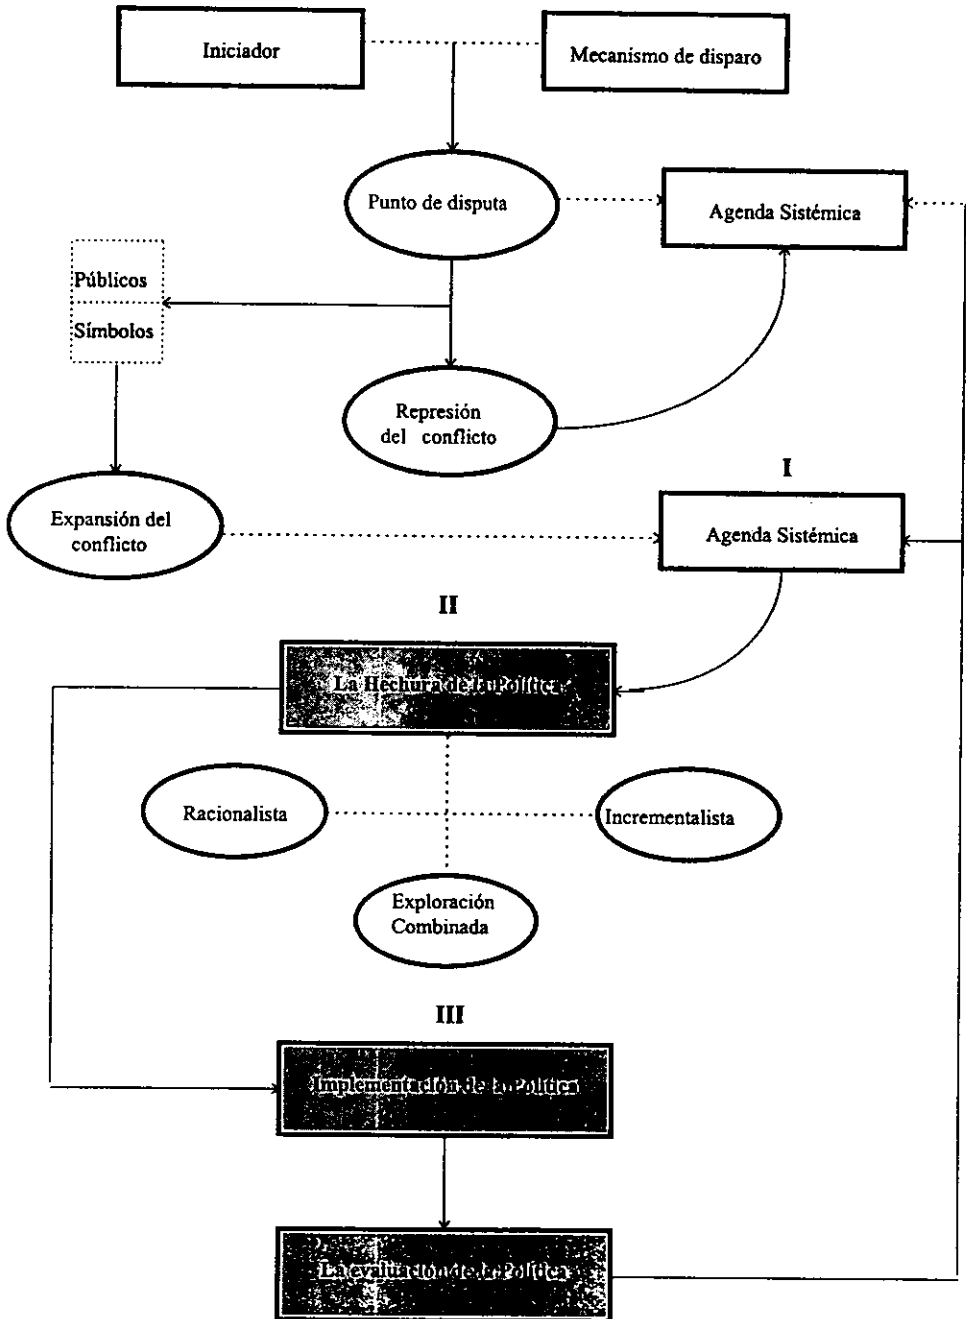 Iniciador
Mecanismo de disparo
Punto de disputa
Agenda Sistémica
Públicos
Símbolos
Represión
del conflicto
I
Expansión del
conflicto
Agenda Sistémica
II
La Hechura de la Política
Racionalista
Incrementalista
Exploración
Combinada
III
Implementación de la Política
La evaluación de la Política